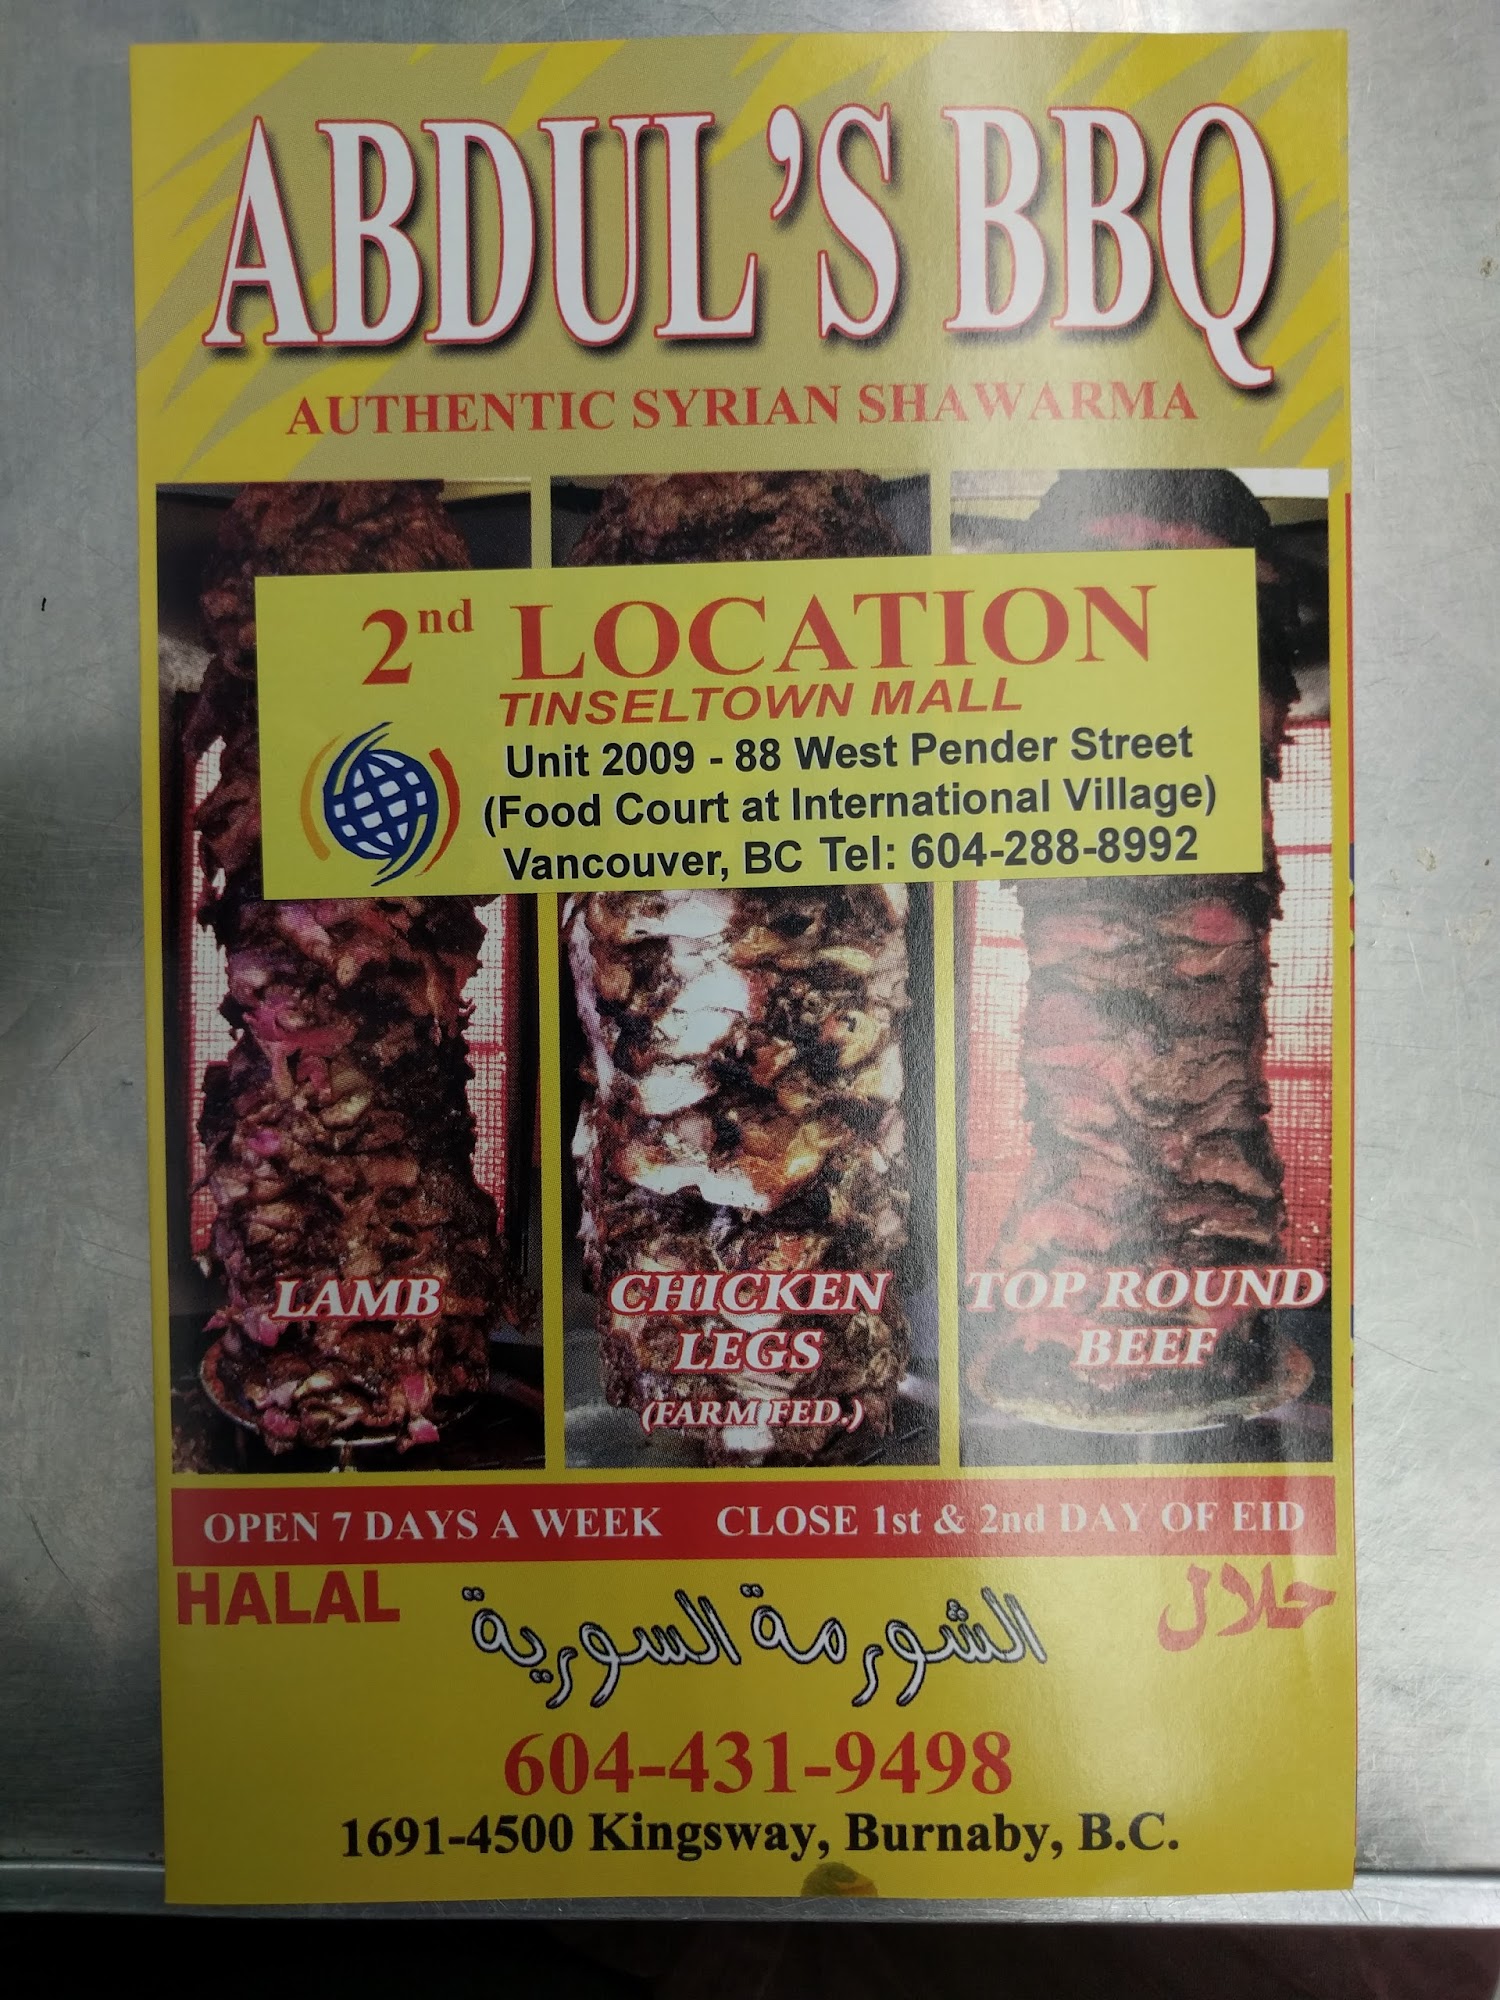 ABDUL'S BBQ
AUTHENTIC SYRIAN SHAWARMA
2nd LOCATION
TINSELTOWN MALL
Unit 2009 - 88 West Pender Street
(Food Court at International Village)
Vancouver, BC Tel: 604-288-8992
LAMB
CHICKEN
LEGS
(FARM FED.)
TOP ROUND
BEEF
OPEN 7 DAYS A WEEK CLOSE 1st & 2nd DAY OF EID
HALAL
الشورمة السورية
حلال
604-431-9498
1691-4500 Kingsway, Burnaby, B.C.